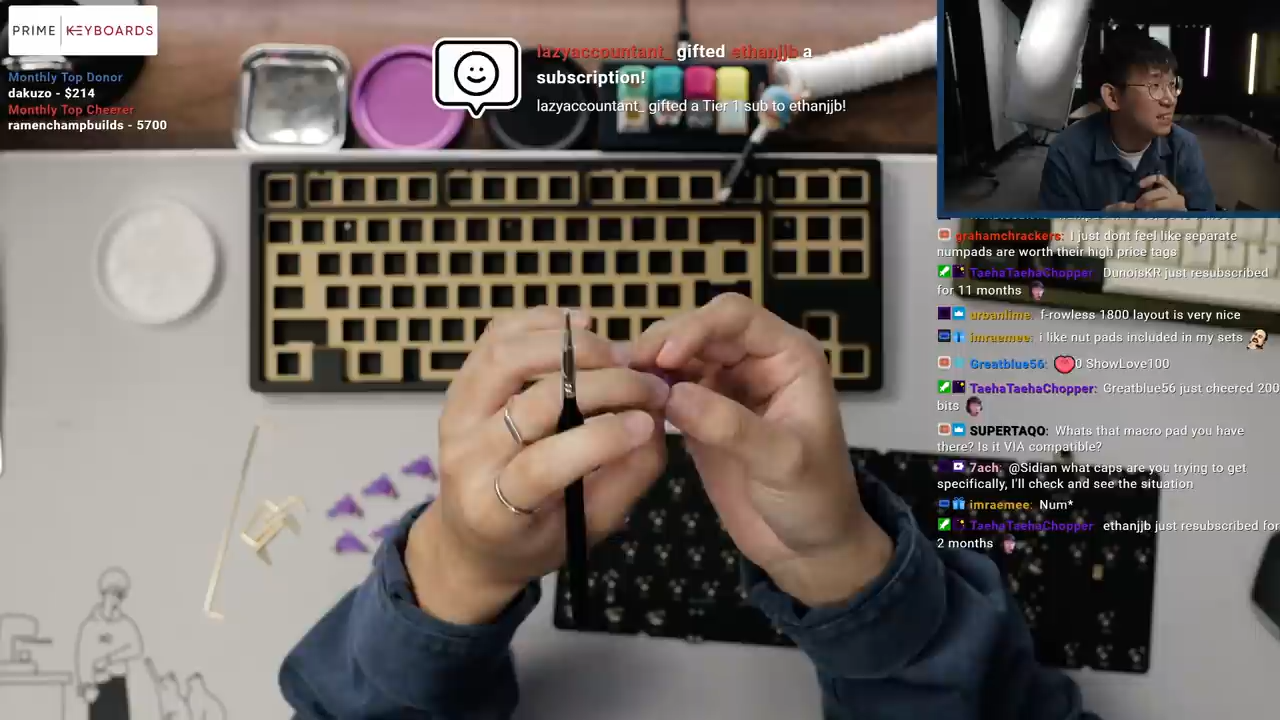 PRIME KEYBOARDS
Monthly Top Donor
dakuzo - $214
Monthly Top Cheerer
ramenchampbuilds - 5700
lazyaccountant_ gifted ethanjjb a
subscription!
lazyaccountant_ gifted a Tier 1 sub to ethanjjb!
grahamchrackers: I just dont feel like separate
numpads are worth their high price tags
TaehaTaehaChopper DunoisKR just resubscribed
for 11 months
urbanlime: f-rowless 1800 layout is very nice
imraemee: i like nut pads included in my sets
Greatblue56: 0 ShowLove100
TaehaTaehaChopper: Greatblue56 just cheered 200
bits
SUPERTAQO: Whats that macro pad you have
there? Is it VIA compatible?
7ach: @Sidian what caps are you trying to get
specifically, I'll check and see the situation
imraemee: Num*
TaehaTaehaChopper ethanjjb just resubscribed for
2 months